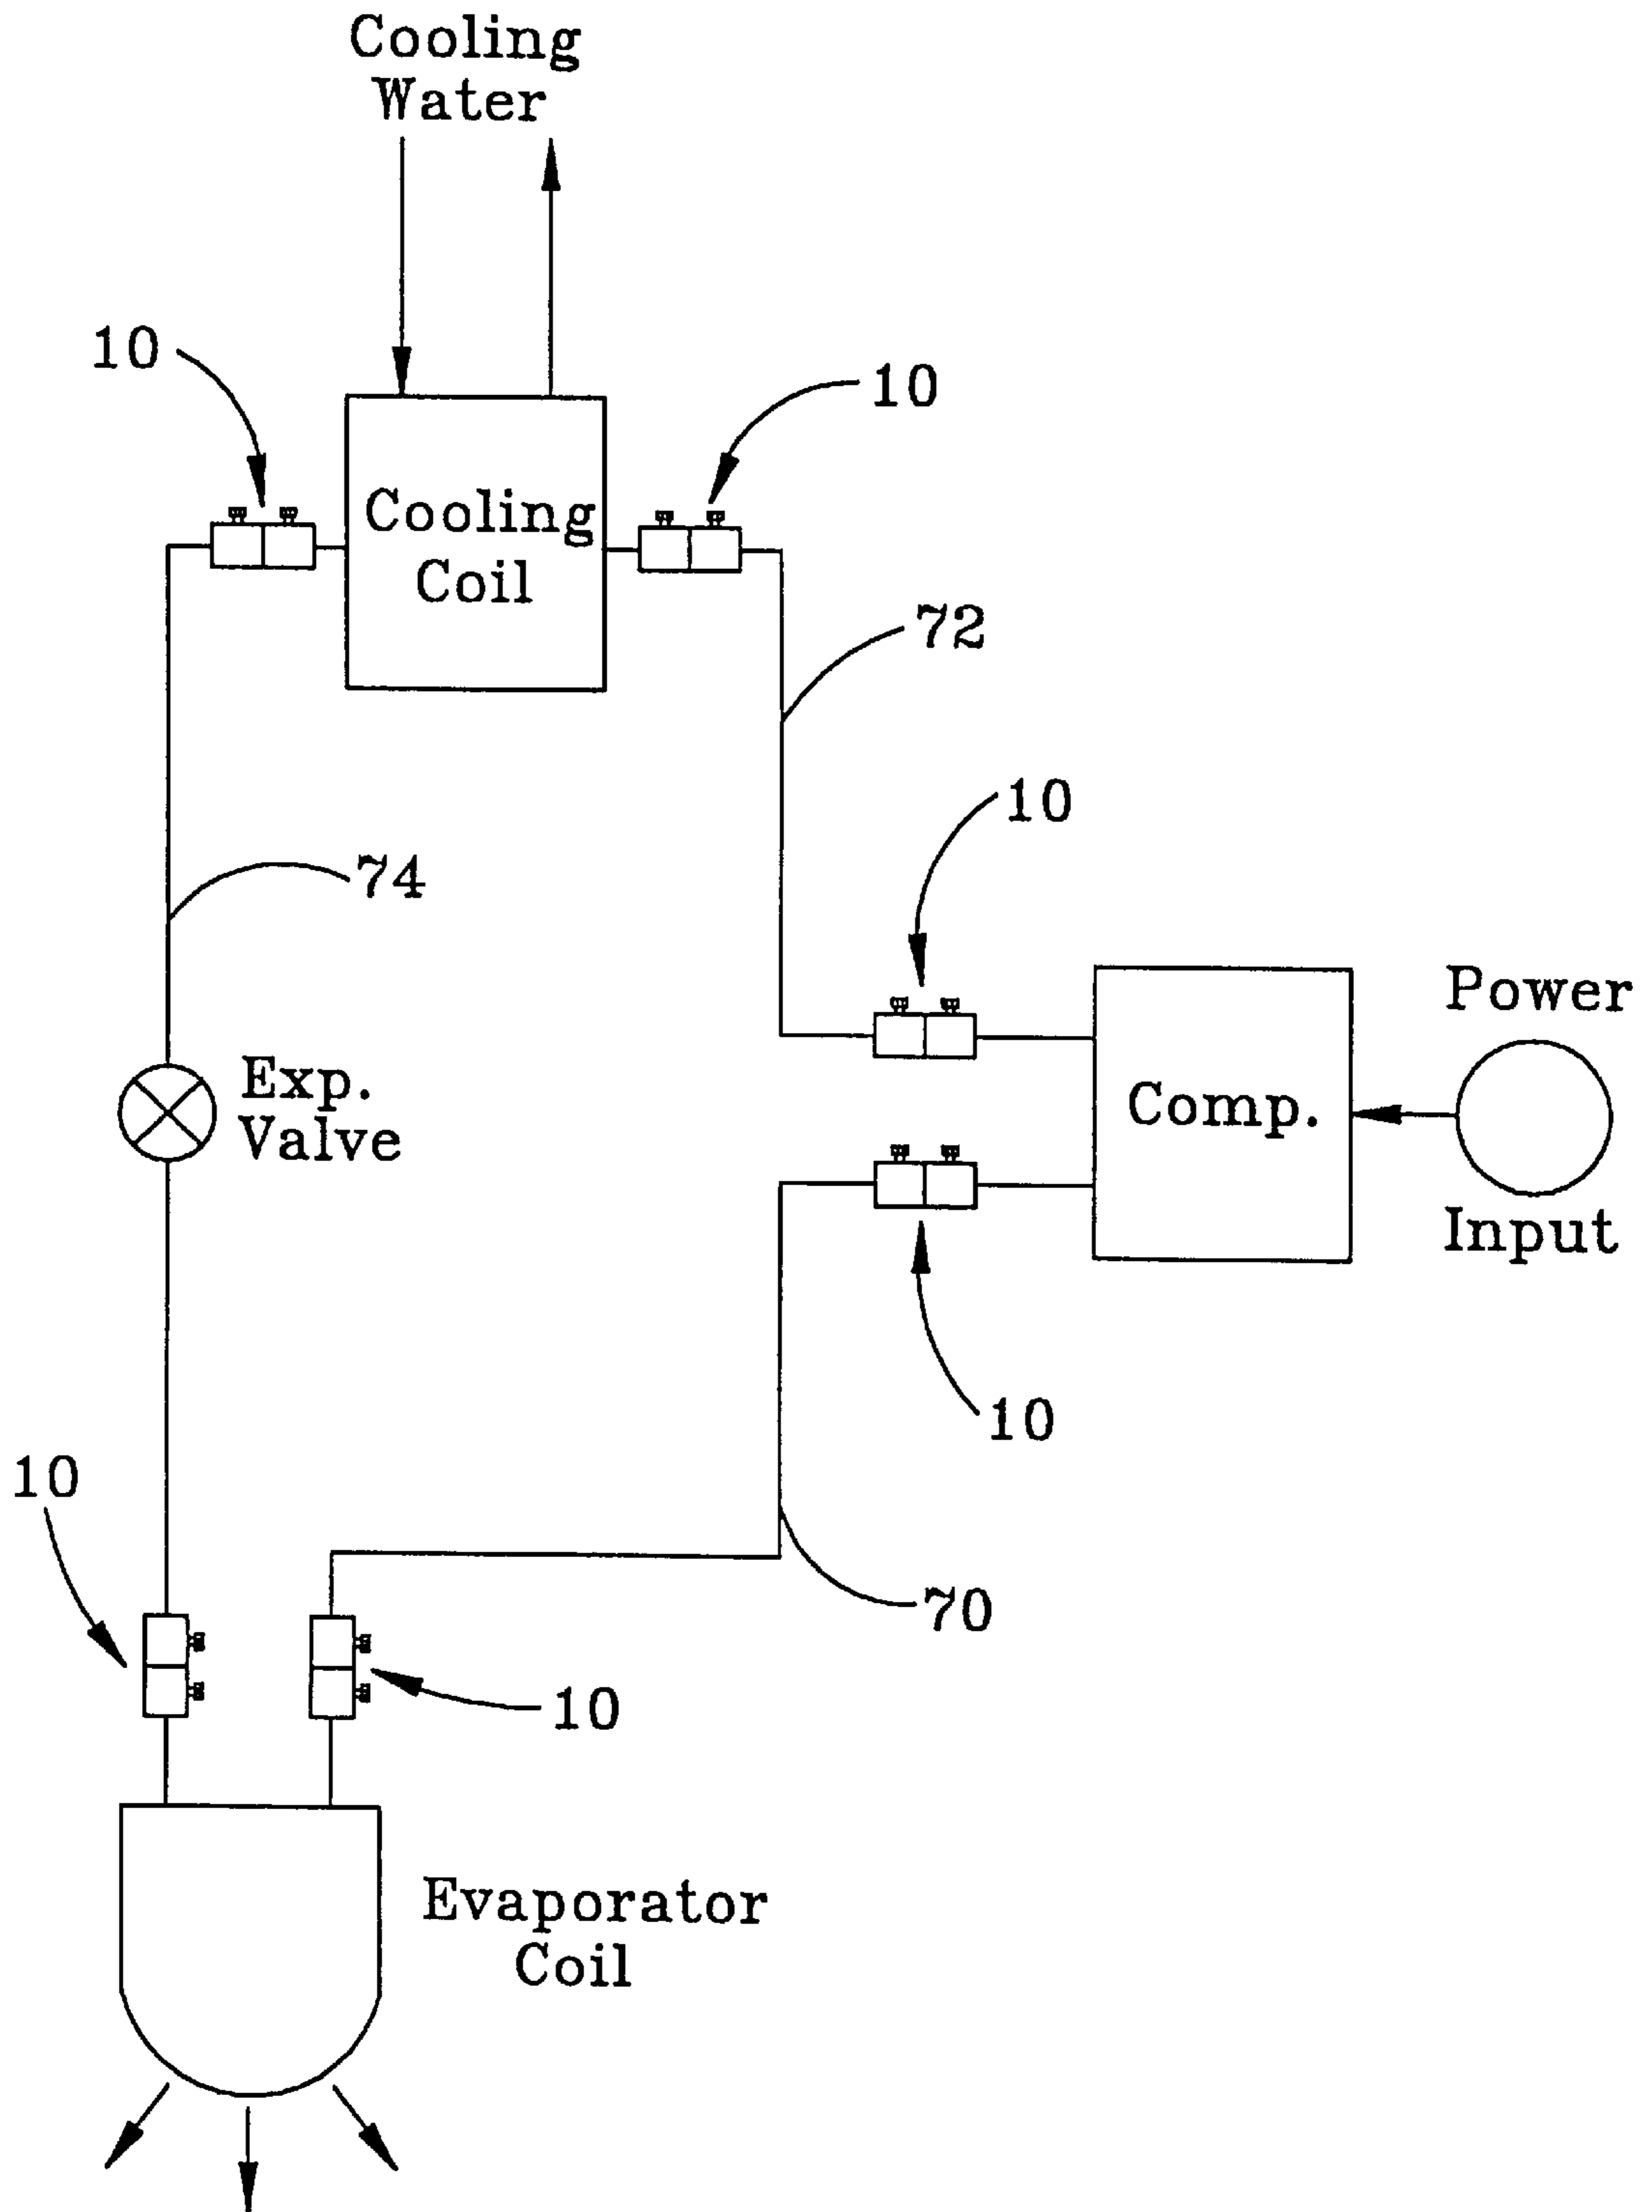 Cooling
Water
10
10
Cooling
Coil
72
10
74
Power
Exp.
Valve
Comp.
Input
10
10
70
10
Evaporator
Coil